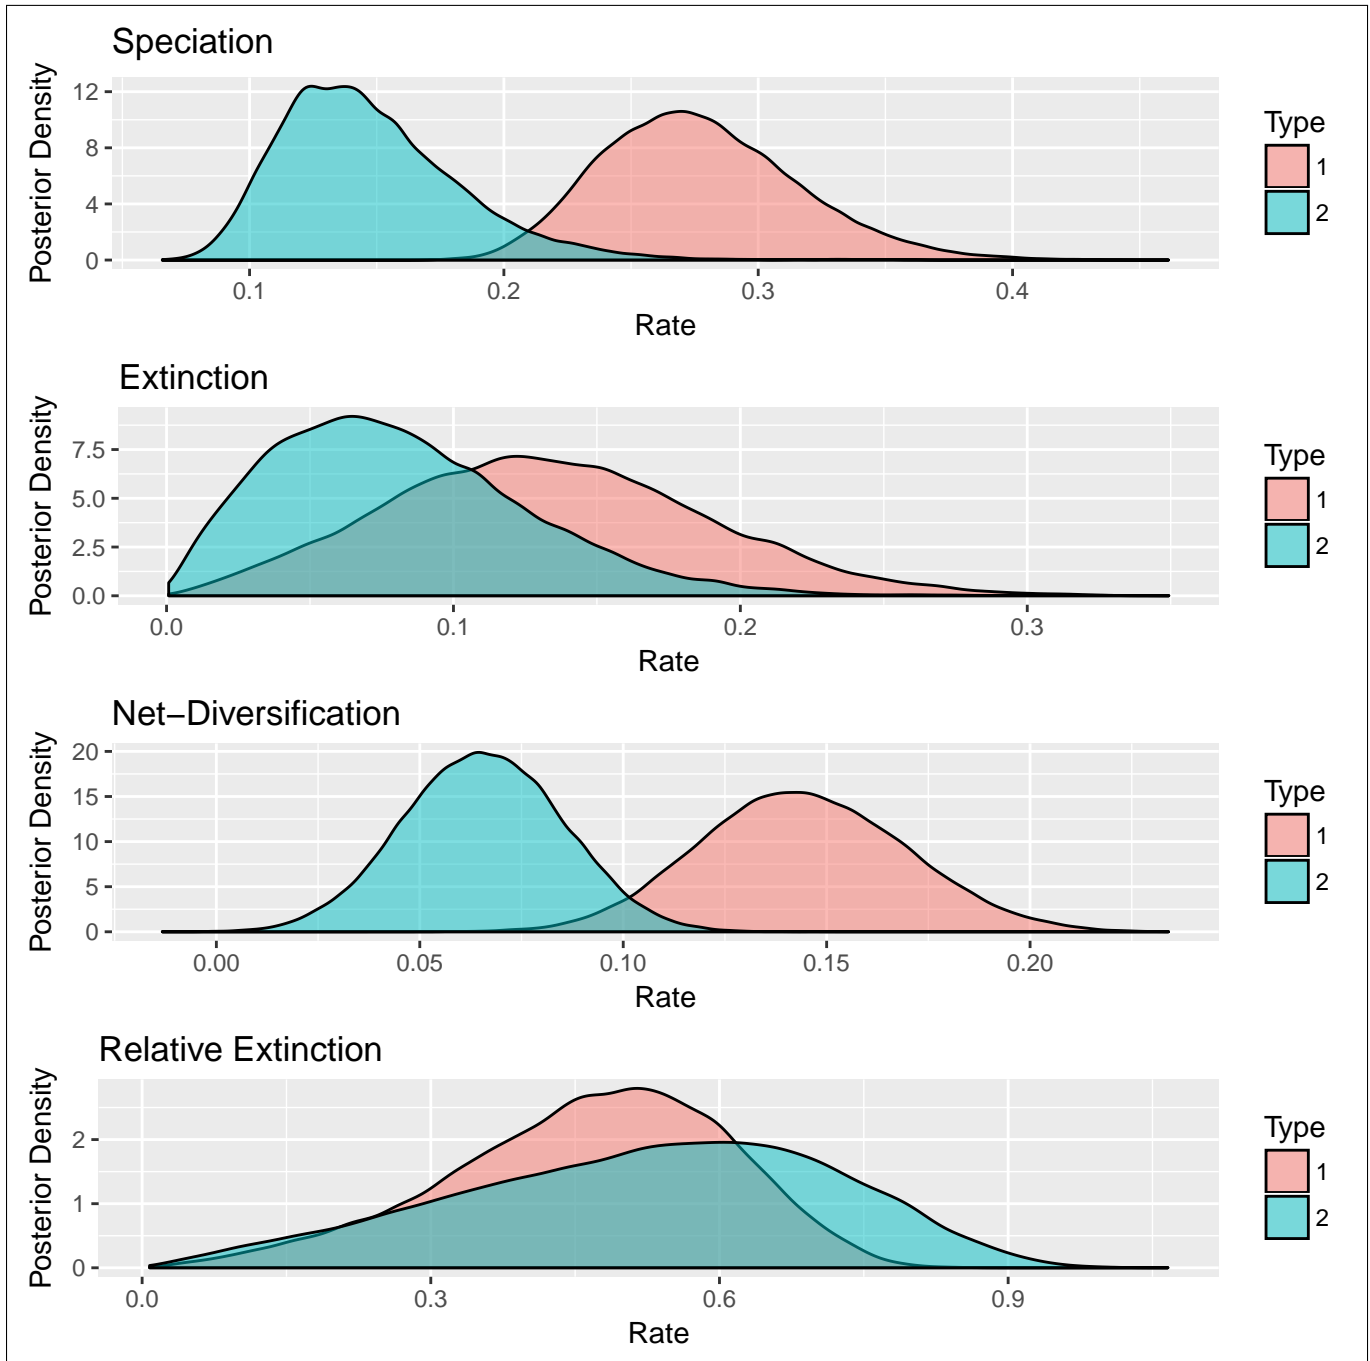 Speciation
Posterior Density
12
8
4
0
0.1 0.2 0.3 0.4
Rate
Type
1
2
Extinction
Posterior Density
7.5
5.0
2.5
0.0
0.0 0.1 0.2 0.3
Rate
Type
1
2
Net−Diversification
Posterior Density
20
15
10
5
0
0.00 0.05 0.10 0.15 0.20
Rate
Type
1
2
Relative Extinction
Posterior Density
2
1
0
0.0 0.3 0.6 0.9
Rate
Type
1
2